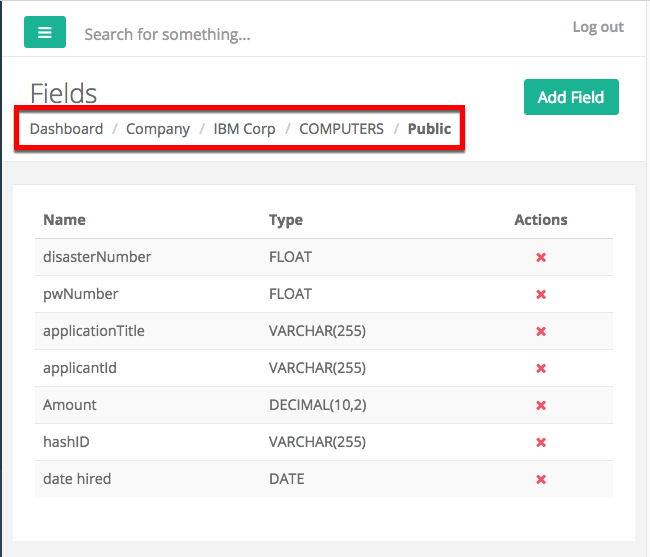 Search for something...
Log out
Fields
Add Field
Dashboard / Company / IBM Corp / COMPUTERS / Public
Name Type Actions
disasterNumber FLOAT
pwNumber FLOAT
applicationTitle VARCHAR(255)
applicantId VARCHAR(255)
Amount DECIMAL(10,2)
hashID VARCHAR(255)
date hired DATE